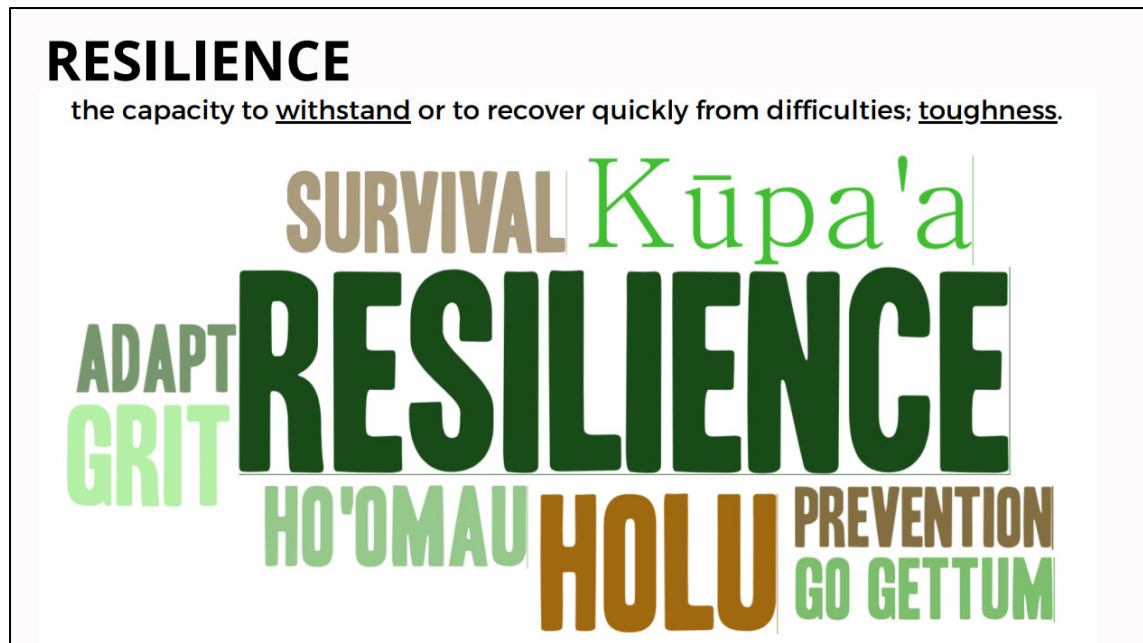 RESILIENCE
the capacity to withstand or to recover quickly from difficulties; toughness.
SURVIVAL Kūpa'a
ADAPT RESILIENCE
GRIT
HO'OMAU HOLU PREVENTION
GO GETTUM